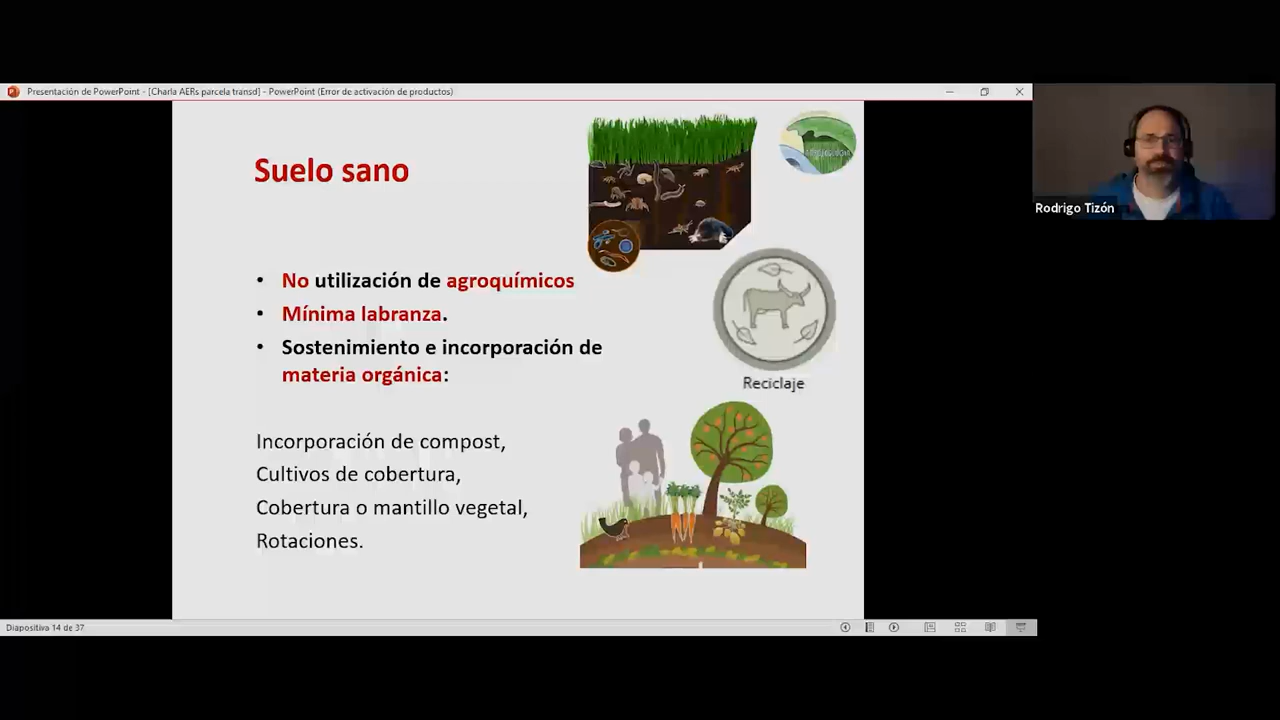 Presentación de PowerPoint - [Charla AERs parcela transd] - PowerPoint (Error de activación de productos)
Suelo sano
• No utilización de agroquímicos
• Mínima labranza.
• Sostenimiento e incorporación de
materia orgánica:
Reciclaje
Incorporación de compost,
Cultivos de cobertura,
Cobertura o mantillo vegetal,
Rotaciones.
Rodrigo Tizón
Diapositiva 14 de 37